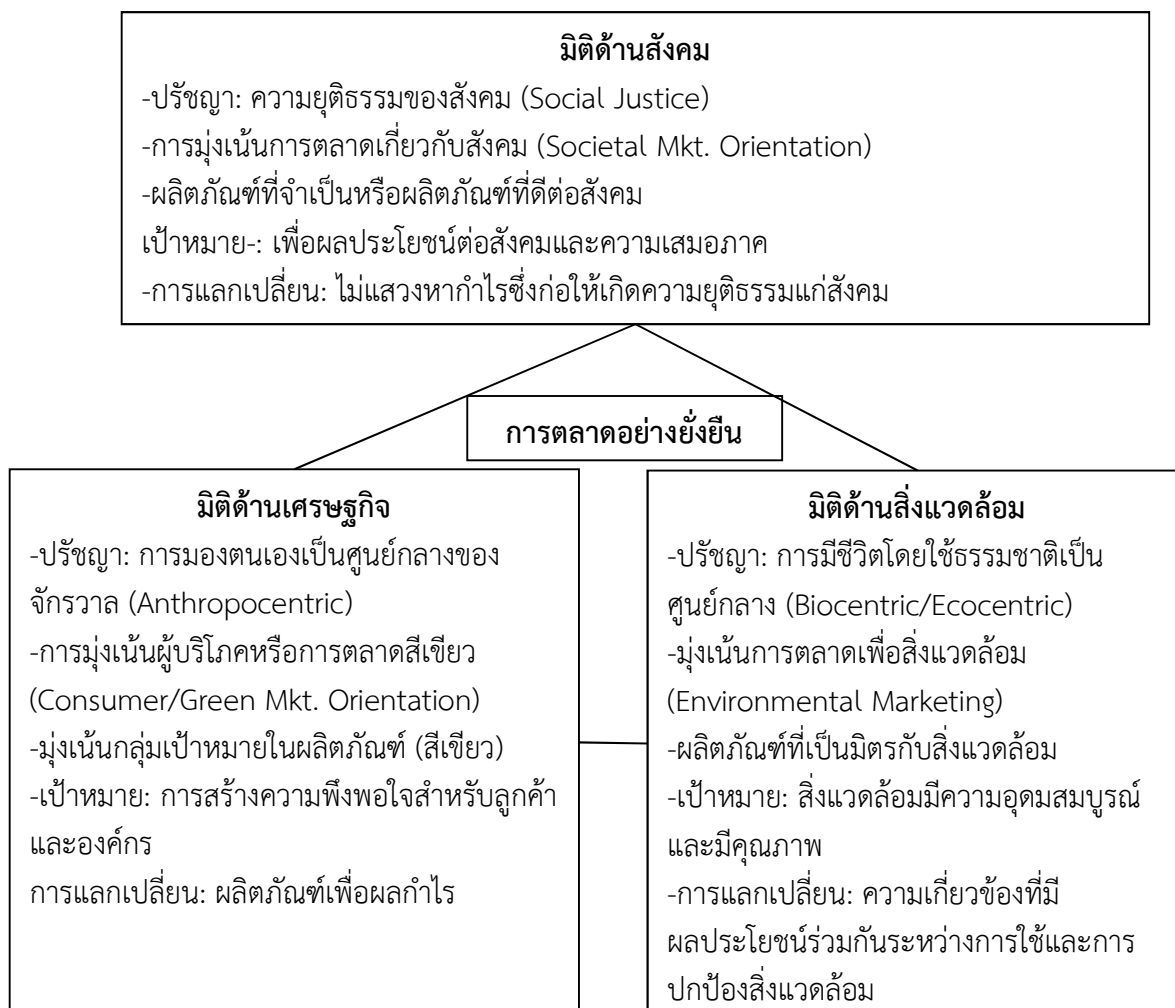 มิติด้านสังคม
-ปรัชญา: ความยุติธรรมของสังคม (Social Justice)
-การมุ่งเน้นการตลาดเกี่ยวกับสังคม (Societal Mkt. Orientation)
-ผลิตภัณฑ์ที่จำเป็นหรือผลิตภัณฑ์ที่ดีต่อสังคม
เป้าหมาย-: เพื่อผลประโยชน์ต่อสังคมและความเสมอภาค
-การแลกเปลี่ยน: ไม่แสวงหากำไรซึ่งก่อให้เกิดความยุติธรรมแก่สังคม
การตลาดอย่างยั่งยืน
มิติด้านเศรษฐกิจ
-ปรัชญา: การมองตนเองเป็นศูนย์กลางของ
จักรวาล (Anthropocentric)
-การมุ่งเน้นผู้บริโภคหรือการตลาดสีเขียว
(Consumer/Green Mkt. Orientation)
-มุ่งเน้นกลุ่มเป้าหมายในผลิตภัณฑ์ (สีเขียว)
-เป้าหมาย: การสร้างความพึงพอใจสำหรับลูกค้า
และองค์กร
การแลกเปลี่ยน: ผลิตภัณฑ์เพื่อผลกำไร
มิติด้านสิ่งแวดล้อม
-ปรัชญา: การมีชีวิตโดยใช้ธรรมชาติเป็น
ศูนย์กลาง (Biocentric/Ecocentric)
-มุ่งเน้นการตลาดเพื่อสิ่งแวดล้อม
(Environmental Marketing)
-ผลิตภัณฑ์ที่เป็นมิตรกับสิ่งแวดล้อม
-เป้าหมาย: สิ่งแวดล้อมมีความอุดมสมบูรณ์
และมีคุณภาพ
-การแลกเปลี่ยน: ความเกี่ยวข้องที่มี
ผลประโยชน์ร่วมกันระหว่างการใช้และการ
ปกป้องสิ่งแวดล้อม